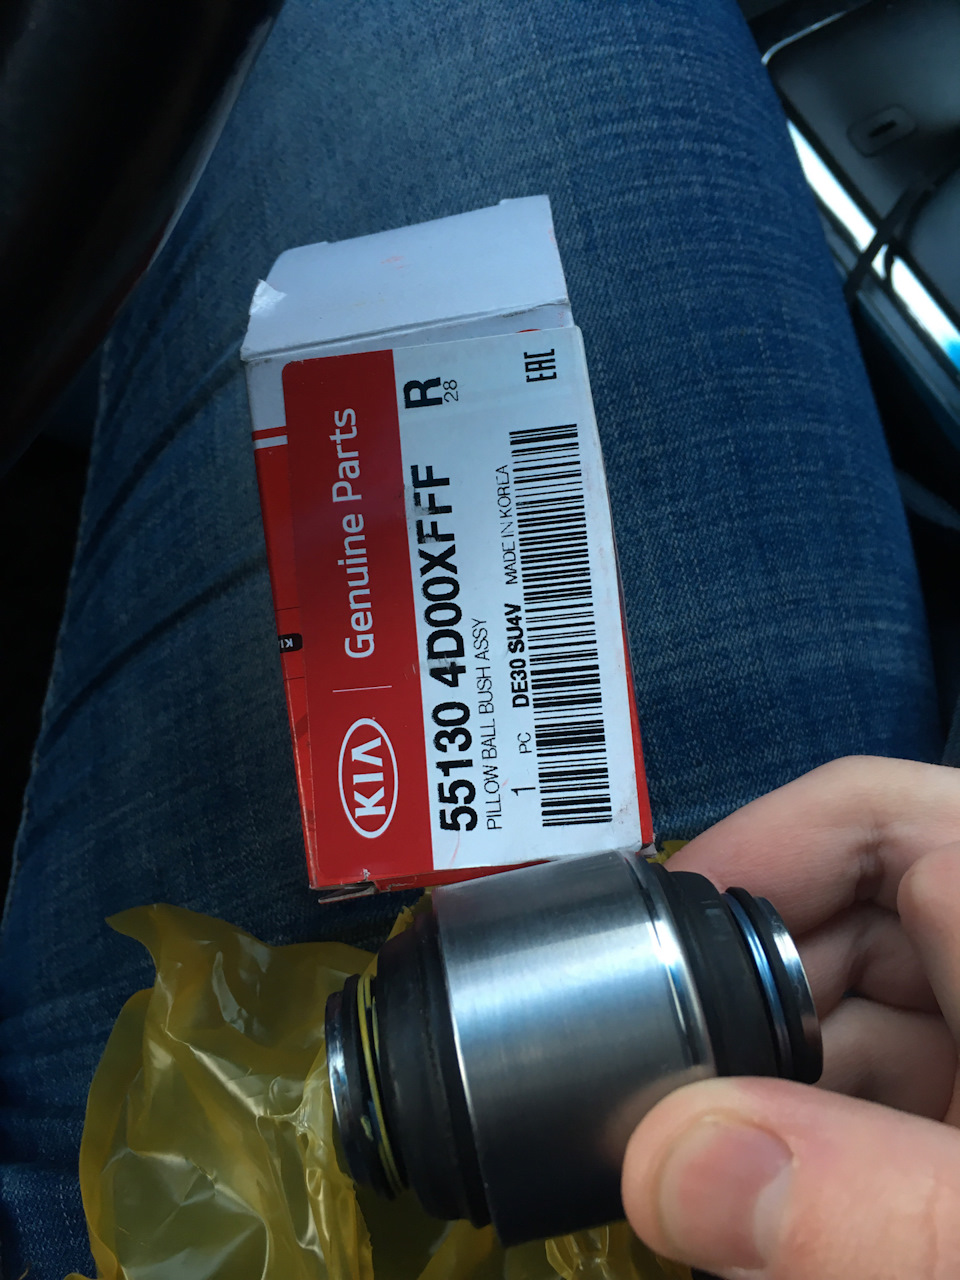 KIA | Genuine Parts
55130 4D00XFFF R
28
PILLOW BALL BUSH ASSY
1 PC DE30 SU4V MADE IN KOREA
EAC